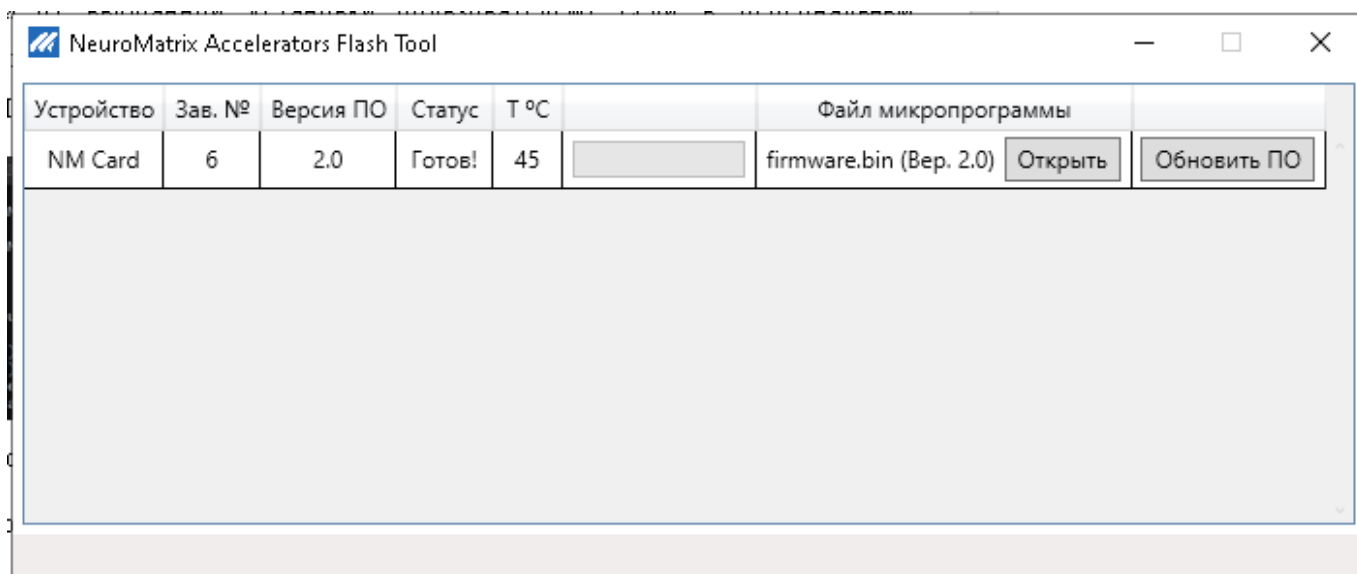 NeuroMatrix Accelerators Flash Tool
Устройство Зав. № Версия ПО Статус T ºC Файл микропрограммы
NM Card 6 2.0 Готов! 45 firmware.bin (Вер. 2.0) Открыть Обновить ПО